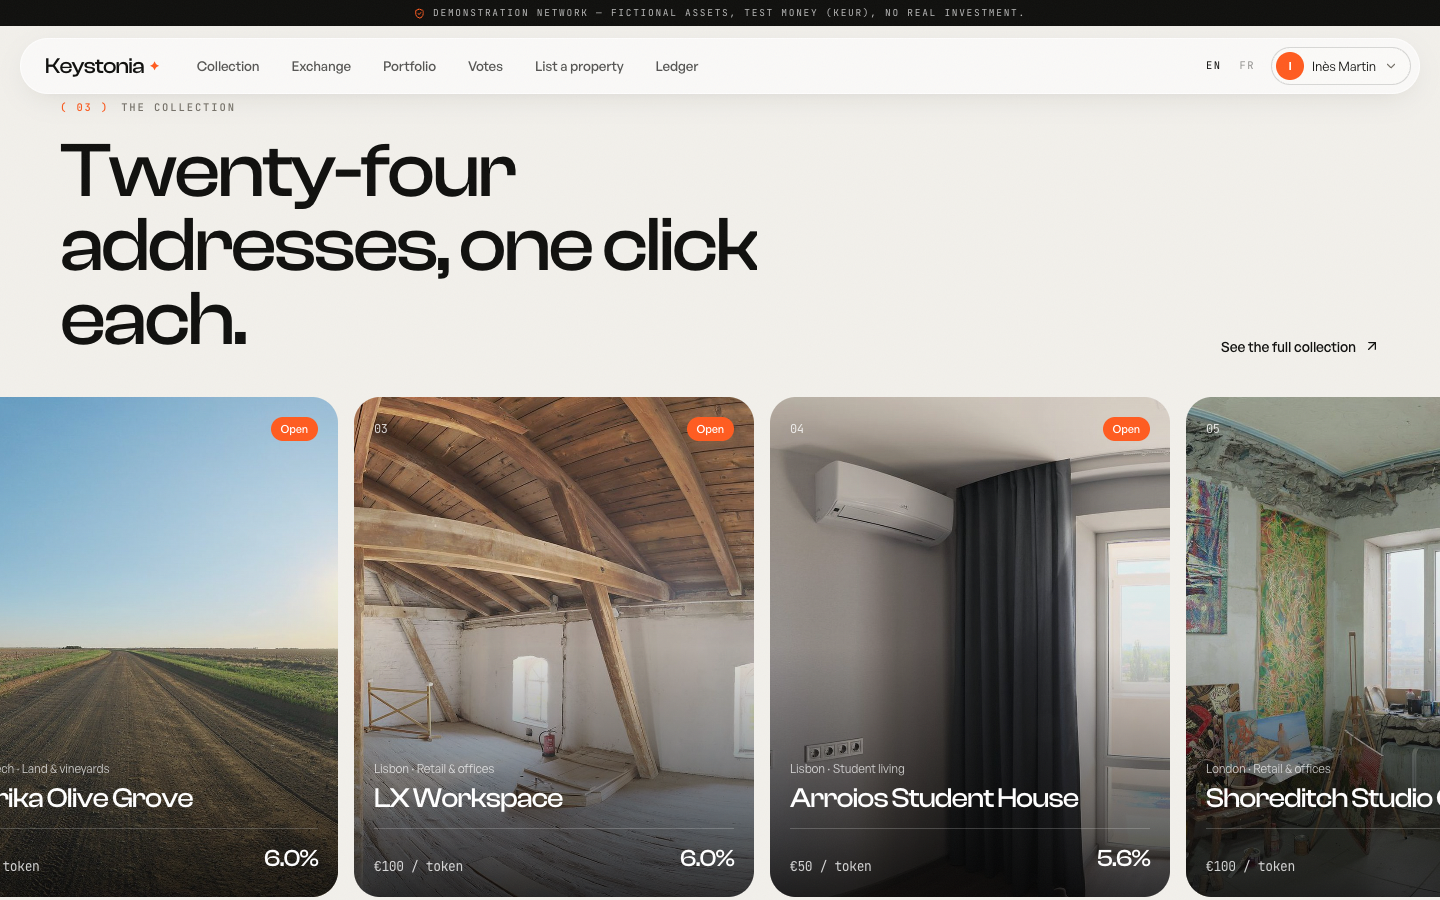 DEMONSTRATION NETWORK — FICTIONAL ASSETS, TEST MONEY (KEUR), NO REAL INVESTMENT.
Keystonia
Collection
Exchange
Portfolio
Votes
List a property
Ledger
EN
FR
I
Inès Martin
( 03 ) THE COLLECTION
Twenty-four
addresses, one click
each.
See the full collection
Open
Land & vineyards
Olive Grove
token
6.0%
03
Open
Lisbon · Retail & offices
LX Workspace
€100 / token
6.0%
04
Open
Lisbon · Student living
Arroios Student House
€50 / token
5.6%
05
London · Retail & offices
Shoreditch Studio
€100 / token